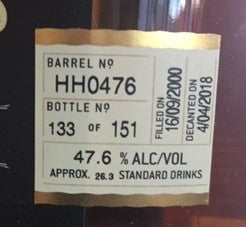 BARREL Nº
HH0476
BOTTLE Nº
133 OF 151
FILLED ON
16/09/2000
DECANTED ON
4/04/2018
47.6 % ALC/VOL
APPROX. 26.3 STANDARD DRINKS